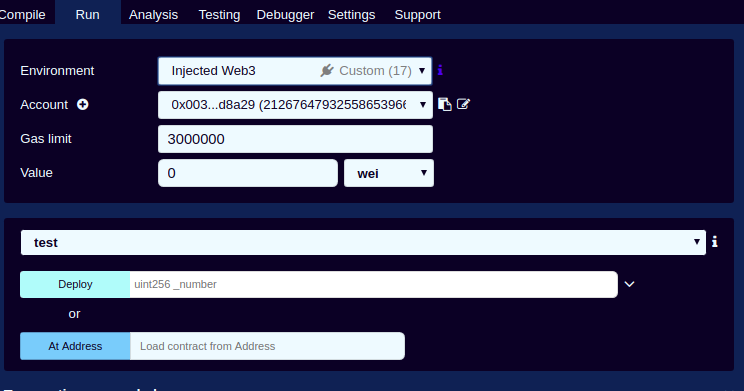 Compile Run Analysis Testing Debugger Settings Support
Environment Injected Web3 Custom (17)
Account 0x003...d8a29 (21267647932558653966
Gas limit 3000000
Value 0 wei
test
Deploy uint256 _number
or
At Address Load contract from Address